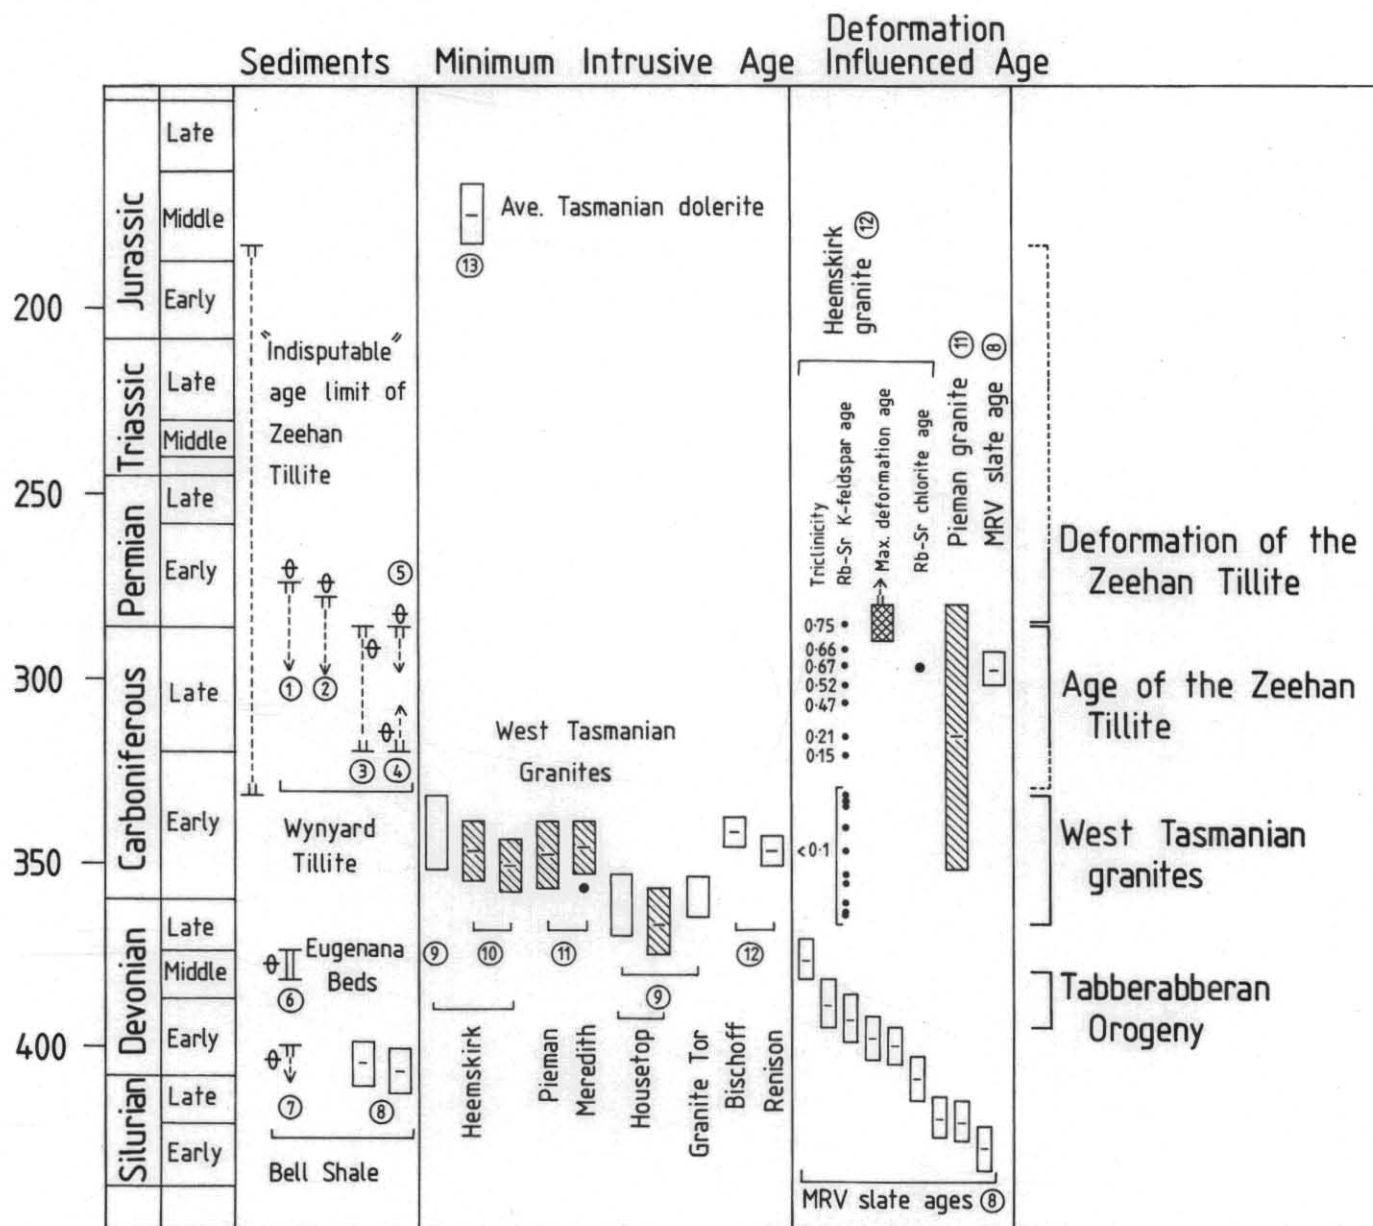 Sediments
Minimum Intrusive Age
Deformation
Influenced Age
200
250
300
350
400
Jurassic
Triassic
Permian
Carboniferous
Devonian
Silurian
Late
Middle
Early
Late
Middle
Late
Early
Late
Early
Late
Middle
Early
Late
Early
"Indisputable"
age limit of
Zeehan
Tillite
1
2
5
3
4
Wynyard
Tillite
Eugenana
Beds
6
7
8
Bell Shale
Ave. Tasmanian dolerite
13
West Tasmanian
Granites
9
10
11
9
12
Heemskirk
Pieman
Meredith
Housetop
Granite Tor
Bischoff
Renison
Heemskirk
granite 12
Triclinicity
Rb-Sr K-feldspar age
Max. deformation age
Rb-Sr chlorite age
Pieman granite 11
MRV slate age 8
0·75
0·66
0·67
0·52
0·47
0·21
0·15
<0·1
MRV slate ages 8
Deformation of the
Zeehan Tillite
Age of the Zeehan
Tillite
West Tasmanian
granites
Tabberabberan
Orogeny